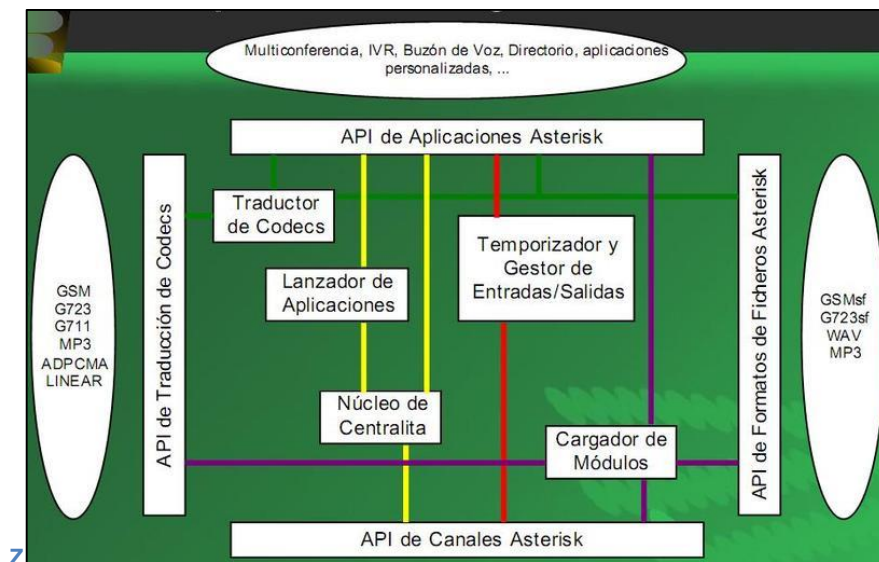 Multiconferencia, IVR, Buzón de Voz, Directorio, aplicaciones
personalizadas, ...
API de Aplicaciones Asterisk
Traductor
de Codecs
Temporizador y
Gestor de
Entradas/Salidas
Lanzador de
Aplicaciones
GSM
G723
G711
MP3
ADPCMA
LINEAR
API de Traducción de Codecs
API de Formatos de Ficheros Asterisk
GSMsf
G723sf
WAV
MP3
Núcleo de
Centralita
Cargador de
Módulos
API de Canales Asterisk
7